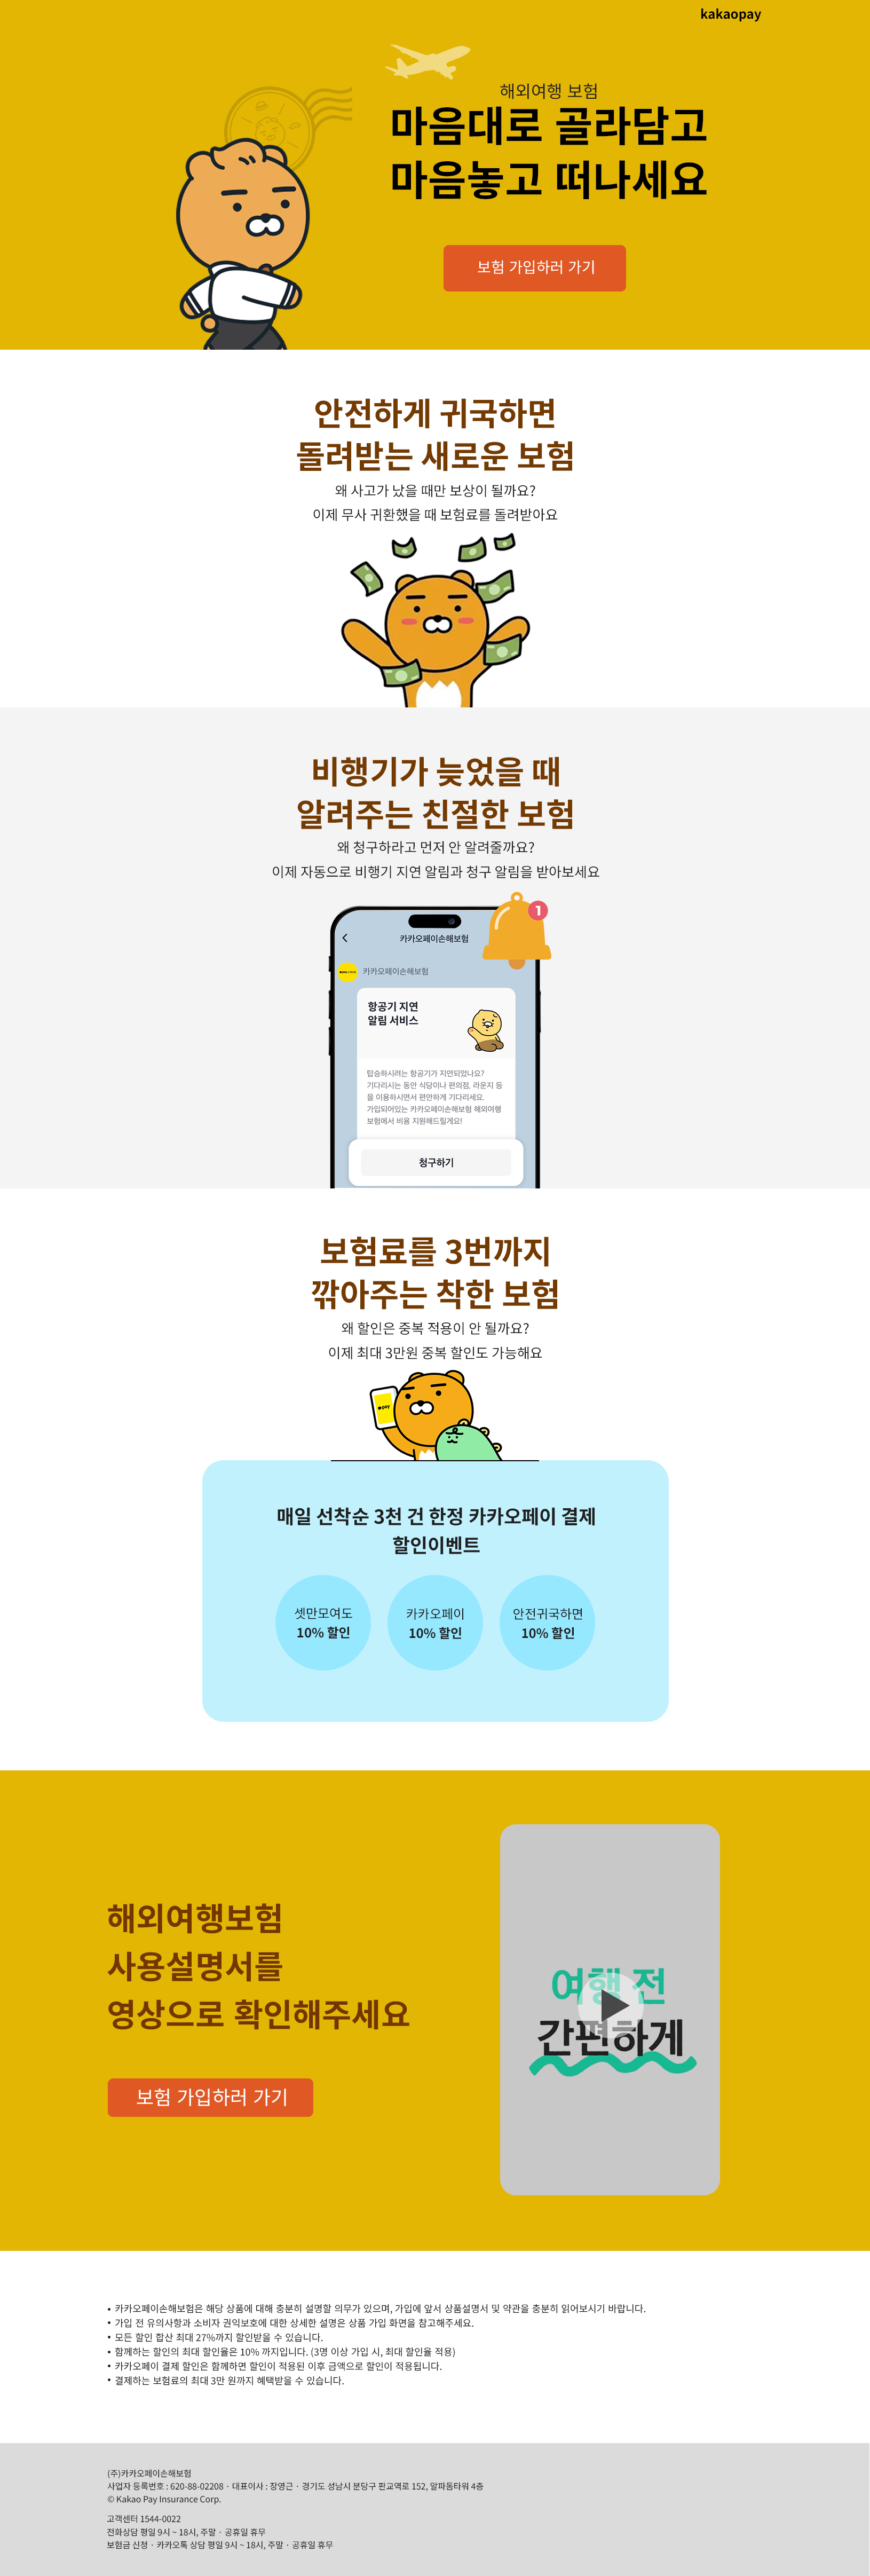 kakaopay
해외여행 보험
마음대로 골라담고
마음놓고 떠나세요
보험 가입하러 가기
안전하게 귀국하면
돌려받는 새로운 보험
왜 사고가 났을 때만 보상이 될까요?
이제 무사 귀환했을 때 보험료를 돌려받아요
비행기가 늦었을 때
알려주는 친절한 보험
왜 청구하라고 먼저 안 알려줄까요?
이제 자동으로 비행기 지연 알림과 청구 알림을 받아보세요
1
카카오페이손해보험
카카오페이손해보험
항공기 지연
알림 서비스
탑승하시려는 항공기가 지연되었나요?
기다리시는 동안 식당이나 편의점, 라운지 등
을 이용하시면서 편안하게 기다리세요.
가입되어있는 카카오페이손해보험 해외여행
보험에서 비용 지원해드릴게요!
청구하기
보험료를 3번까지
깎아주는 착한 보험
왜 할인은 중복 적용이 안 될까요?
이제 최대 3만원 중복 할인도 가능해요
pay
매일 선착순 3천 건 한정 카카오페이 결제
할인이벤트
셋만모여도
10% 할인
카카오페이
10% 할인
안전귀국하면
10% 할인
해외여행보험
사용설명서를
영상으로 확인해주세요
보험 가입하러 가기
여행 전
간편하게
• 카카오페이손해보험은 해당 상품에 대해 충분히 설명할 의무가 있으며, 가입에 앞서 상품설명서 및 약관을 충분히 읽어보시기 바랍니다.
• 가입 전 유의사항과 소비자 권익보호에 대한 상세한 설명은 상품 가입 화면을 참고해주세요.
• 모든 할인 합산 최대 27%까지 할인받을 수 있습니다.
• 함께하는 할인의 최대 할인율은 10% 까지입니다. (3명 이상 가입 시, 최대 할인율 적용)
• 카카오페이 결제 할인은 함께하면 할인이 적용된 이후 금액으로 할인이 적용됩니다.
• 결제하는 보험료의 최대 3만 원까지 혜택받을 수 있습니다.
(주)카카오페이손해보험
사업자 등록번호 : 620-88-02208 · 대표이사 : 장영근 · 경기도 성남시 분당구 판교역로 152, 알파돔타워 4층
© Kakao Pay Insurance Corp.
고객센터 1544-0022
전화상담 평일 9시 ~ 18시, 주말 · 공휴일 휴무
보험금 신청 · 카카오톡 상담 평일 9시 ~ 18시, 주말 · 공휴일 휴무